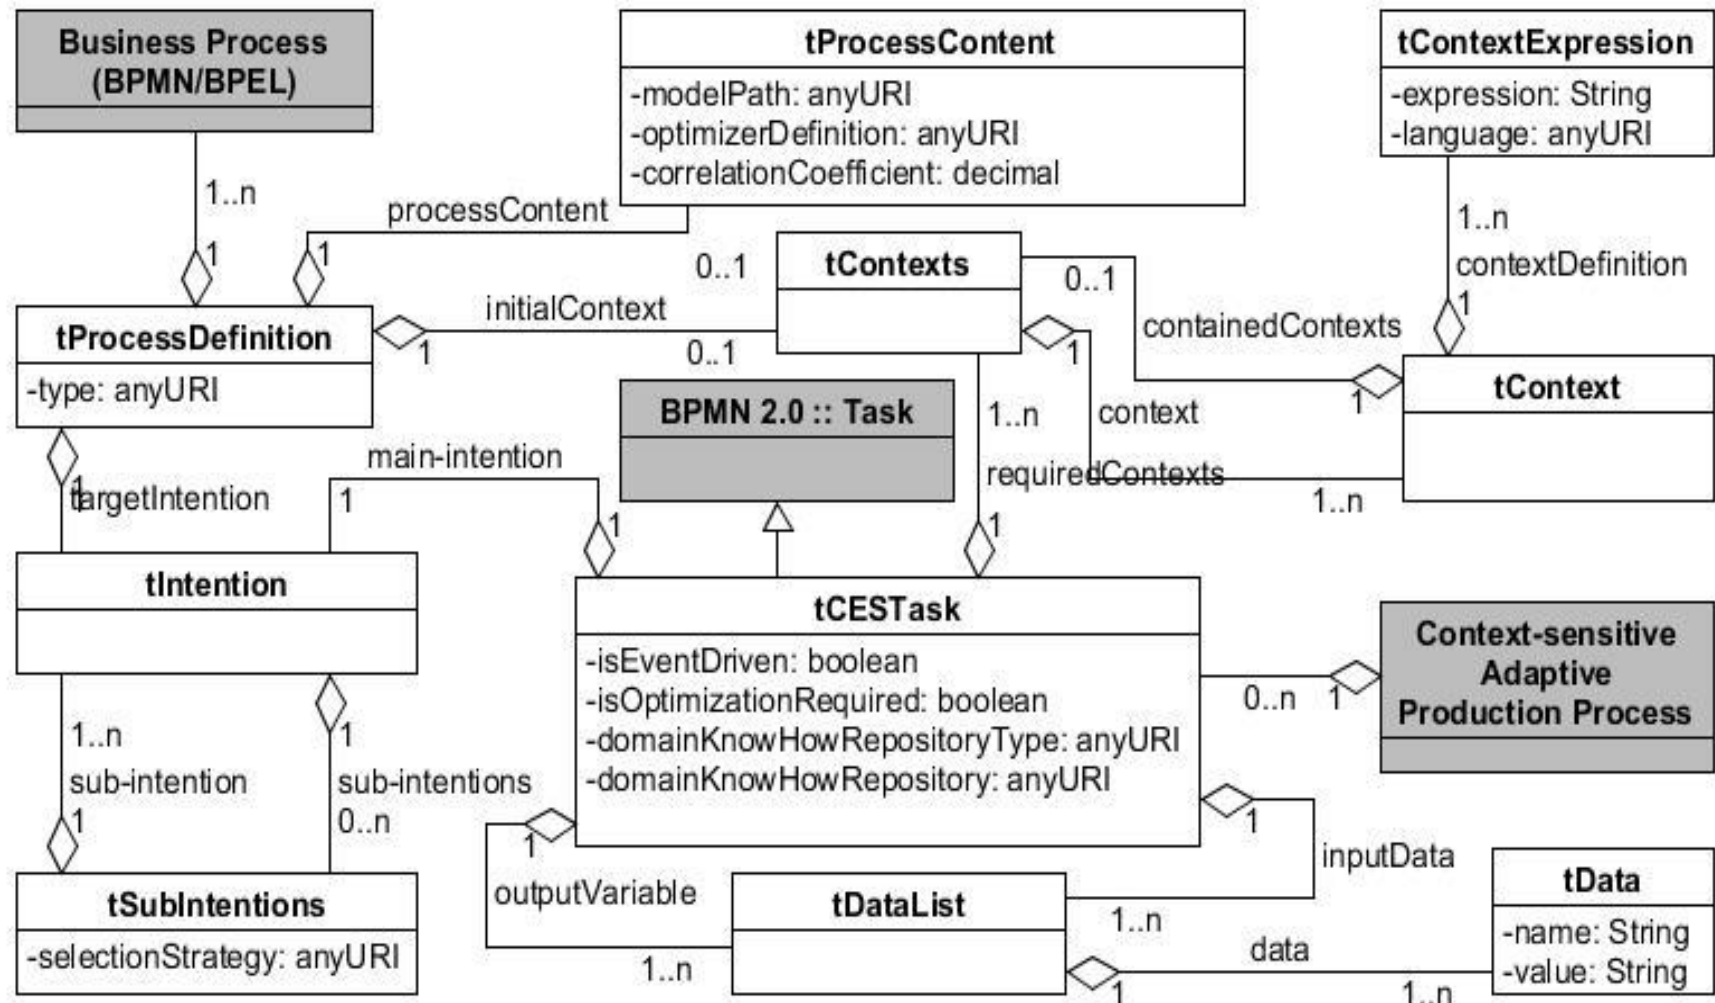 Business Process
(BPMN/BPEL)
tProcessContent
-modelPath: anyURI
-optimizerDefinition: anyURI
-correlationCoefficient: decimal
tContextExpression
-expression: String
-language: anyURI
1..n
processContent
1
1
0..1
tContexts
0..1
1..n
contextDefinition
1
tProcessDefinition
-type: anyURI
initialContext
1
0..1
1
containedContexts
1
tContext
BPMN 2.0 :: Task
1..n
context
requiredContexts
1..n
main-intention
1
targetIntention
1
1
1
tIntention
tCESTask
-isEventDriven: boolean
-isOptimizationRequired: boolean
-domainKnowHowRepositoryType: anyURI
-domainKnowHowRepository: anyURI
Context-sensitive
Adaptive
Production Process
0..n
1
1..n
1
sub-intention
sub-intentions
1
0..n
1
1
inputData
outputVariable
tSubIntentions
-selectionStrategy: anyURI
tDataList
1..n
1..n
data
1
1..n
tData
-name: String
-value: String